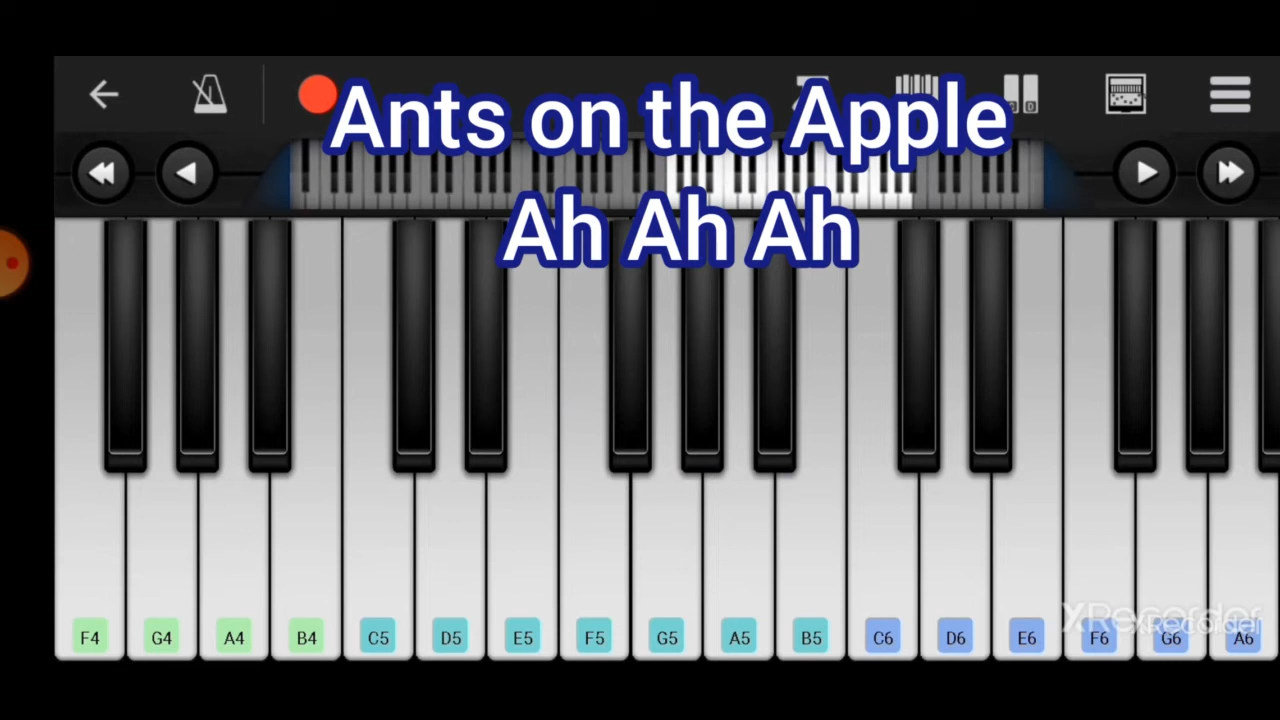 Ants on the Apple
Ah Ah Ah
F4 G4 A4 B4 C5 D5 E5 F5 G5 A5 B5 C6 D6 E6 F6 G6 A6
XRecorder
XRecorder